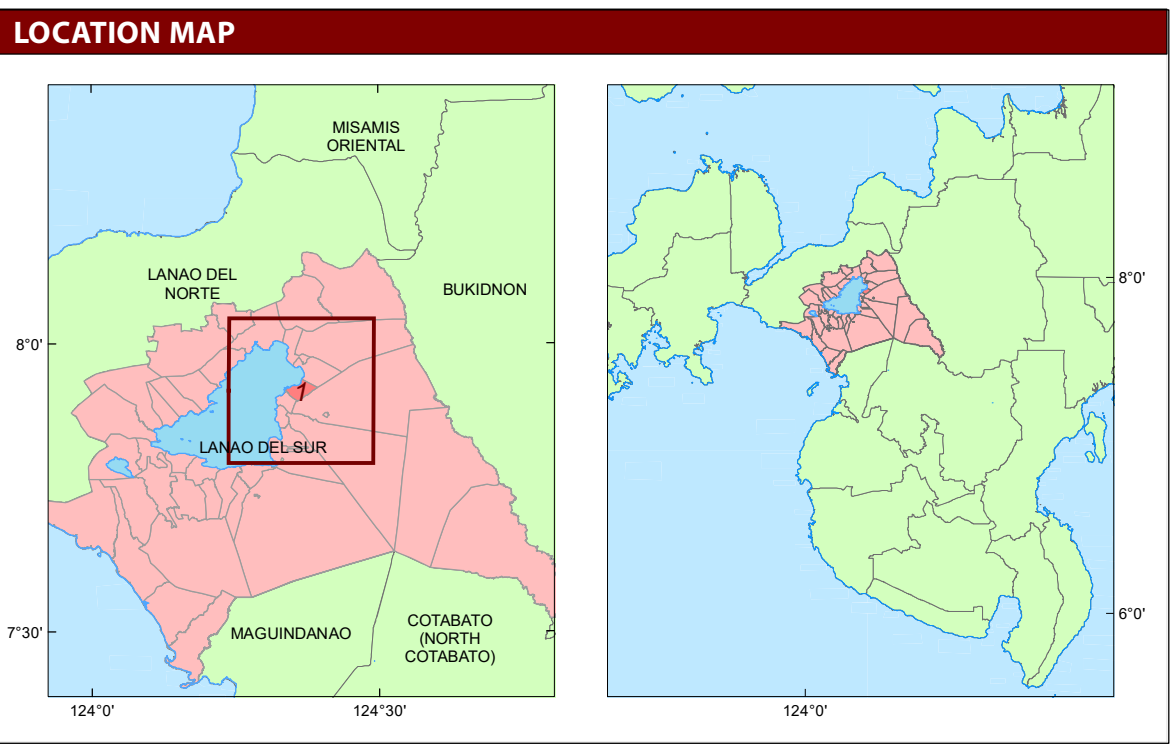 LOCATION MAP
MISAMIS
ORIENTAL
LANAO DEL
NORTE
BUKIDNON
8°0'
1
LANAO DEL SUR
7°30'
MAGUINDANAO
COTABATO
(NORTH
COTABATO)
124°0'
124°30'
8°0'
6°0'
124°0'